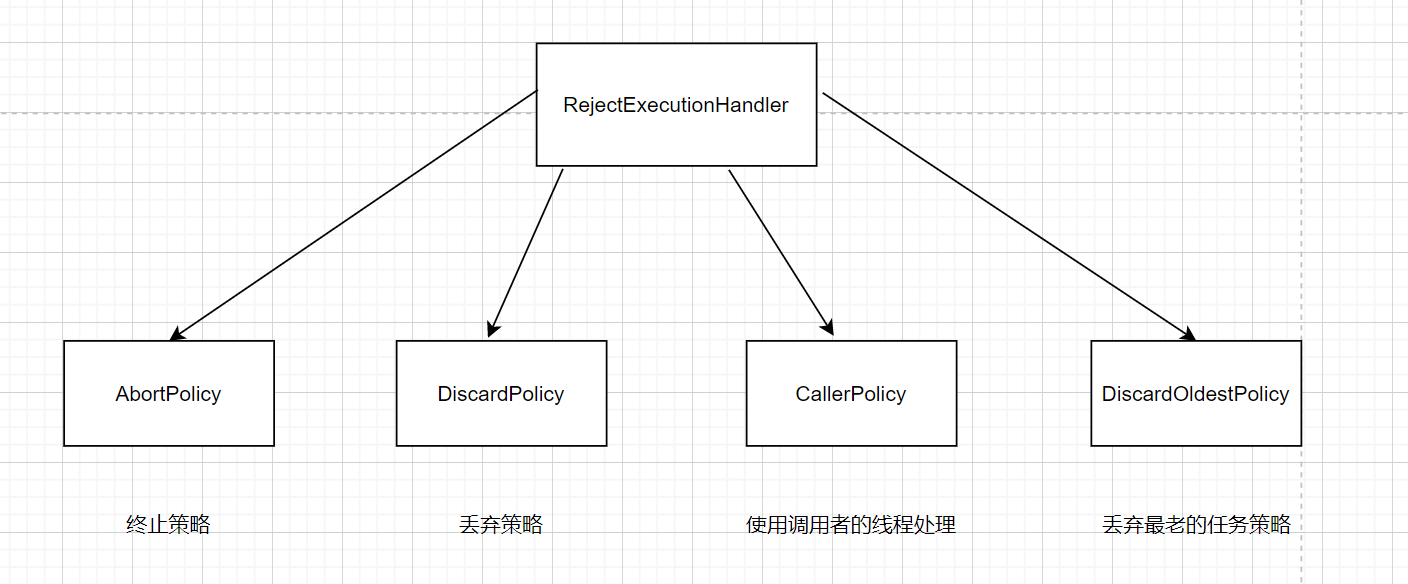 RejectExecutionHandler
AbortPolicy
DiscardPolicy
CallerPolicy
DiscardOldestPolicy
终止策略
丢弃策略
使用调用者的线程处理
丢弃最老的任务策略